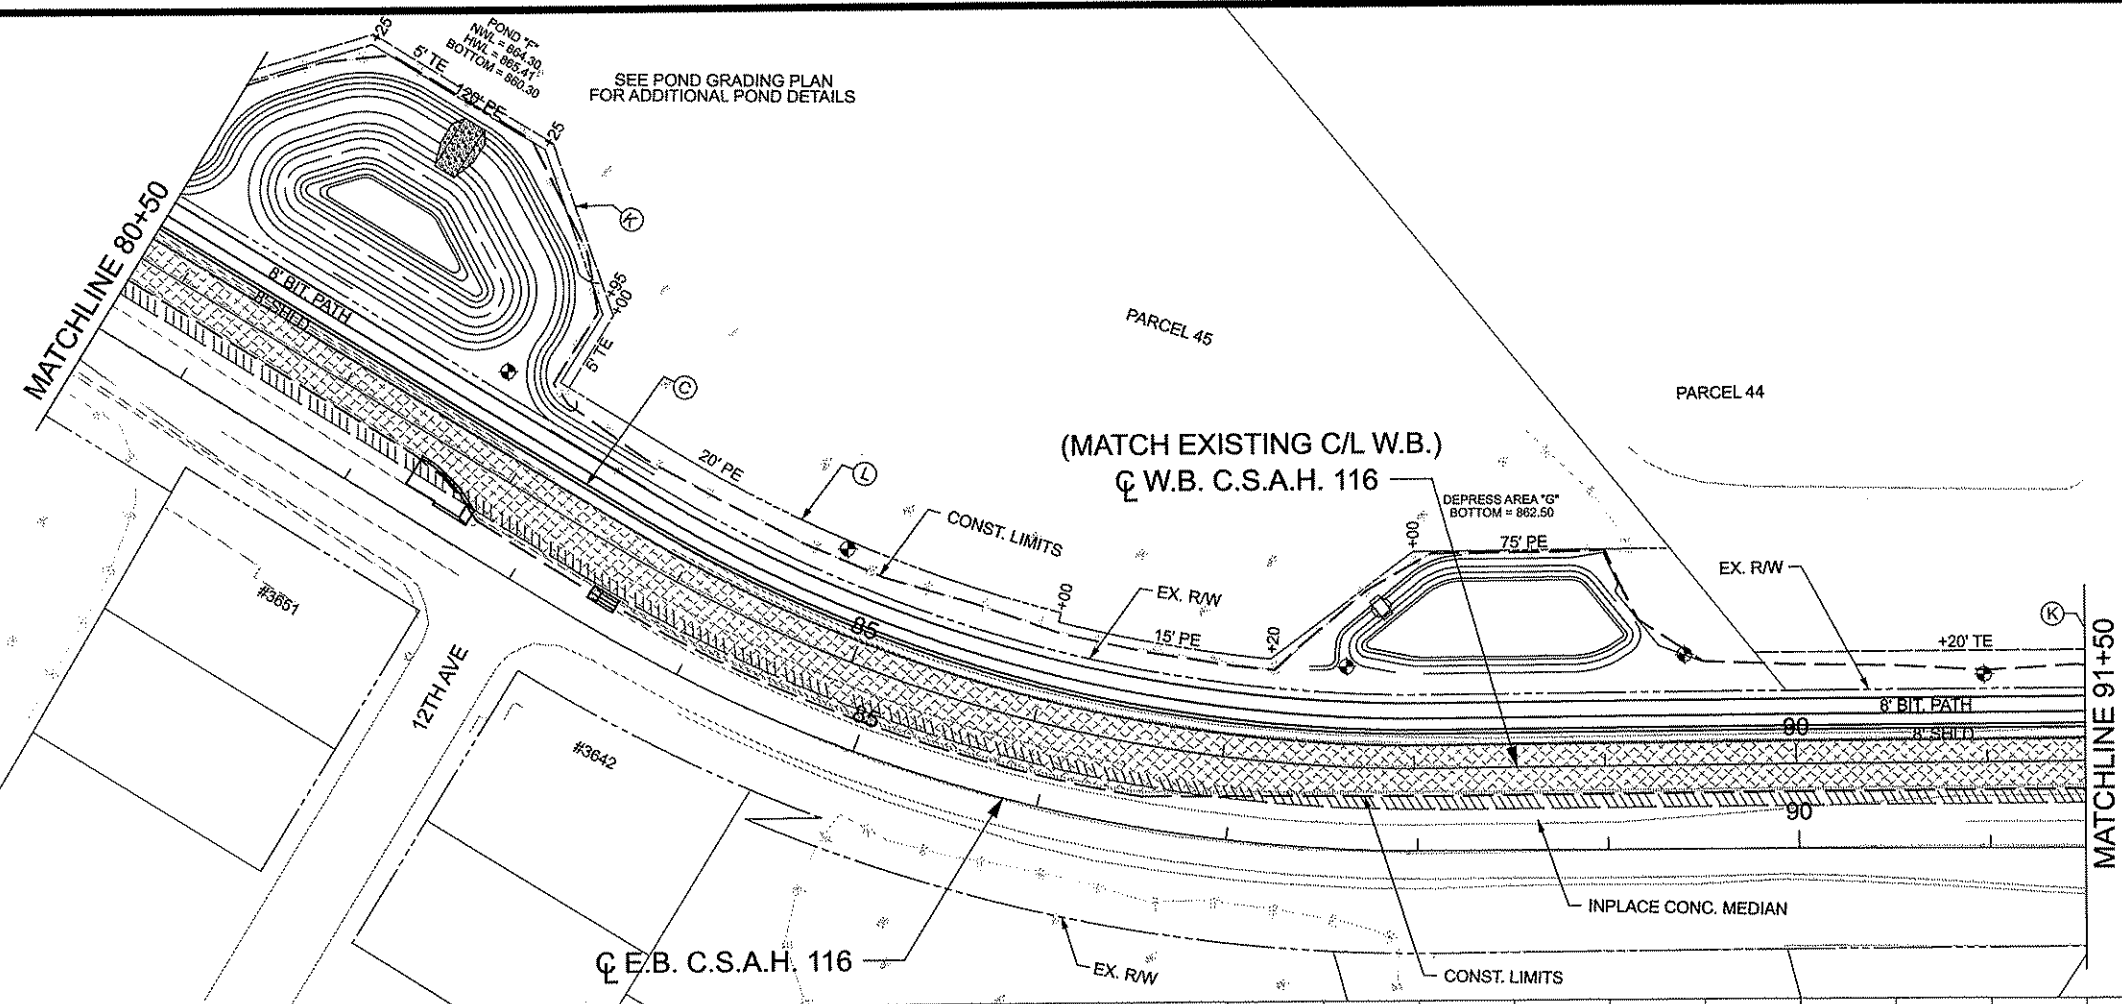 +25
POND "F"
NWL = 864.30
HWL = 865.41
BOTTOM = 860.30
5' TE
120' PE
+25
SEE POND GRADING PLAN
FOR ADDITIONAL POND DETAILS
K
MATCHLINE 80+50
8' BIT. PATH
8' SHLD
+95
+00
5' TE
C
20' PE
L
PARCEL 45
PARCEL 44
(MATCH EXISTING C/L W.B.)
℄ W.B. C.S.A.H. 116
DEPRESS AREA "G"
BOTTOM = 862.50
CONST. LIMITS
+00
75' PE
EX. R/W
EX. R/W
+00
15' PE
+20
K
+20' TE
#3651
12TH AVE
85
85
8' BIT. PATH
8' SHLD
90
90
MATCHLINE 91+50
#3642
INPLACE CONC. MEDIAN
℄ E.B. C.S.A.H. 116
EX. R/W
CONST. LIMITS